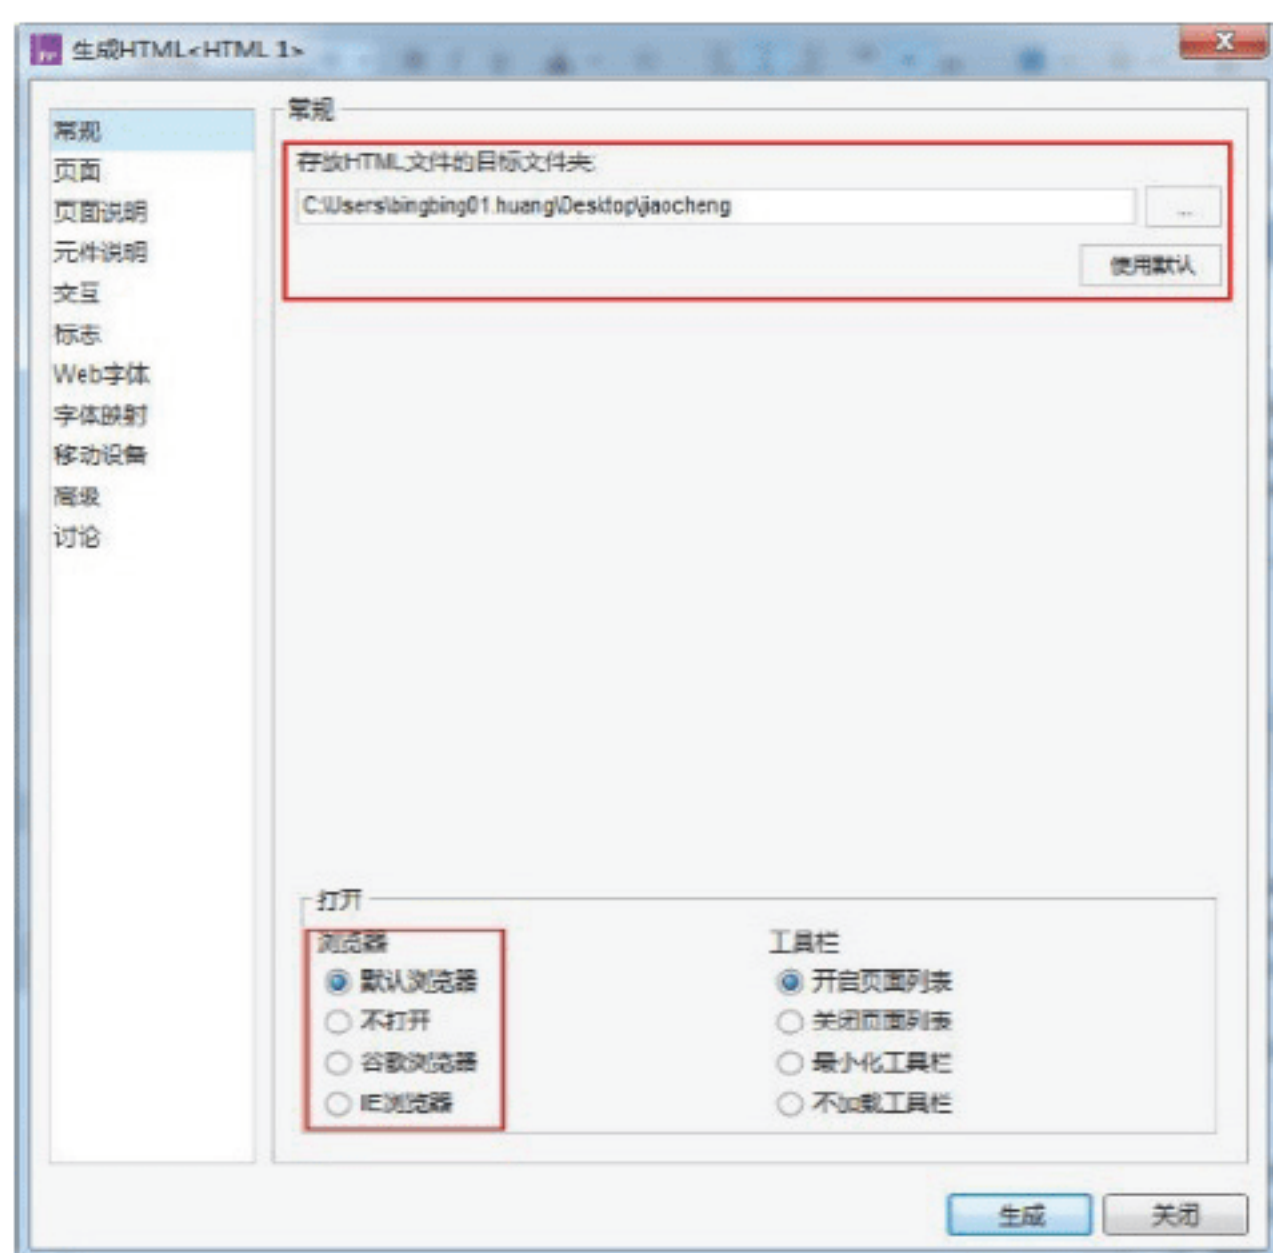 生成HTML<HTML 1>
常规
页面
页面说明
元件说明
交互
标志
Web字体
字体映射
移动设备
高级
讨论
常规
存放HTML文件的目标文件夹:
C:\Users\bingbing01.huang\Desktop\jiaocheng
...
使用默认
打开
浏览器
默认浏览器
不打开
谷歌浏览器
IE浏览器
工具栏
开启页面列表
关闭页面列表
最小化工具栏
不加载工具栏
生成
关闭